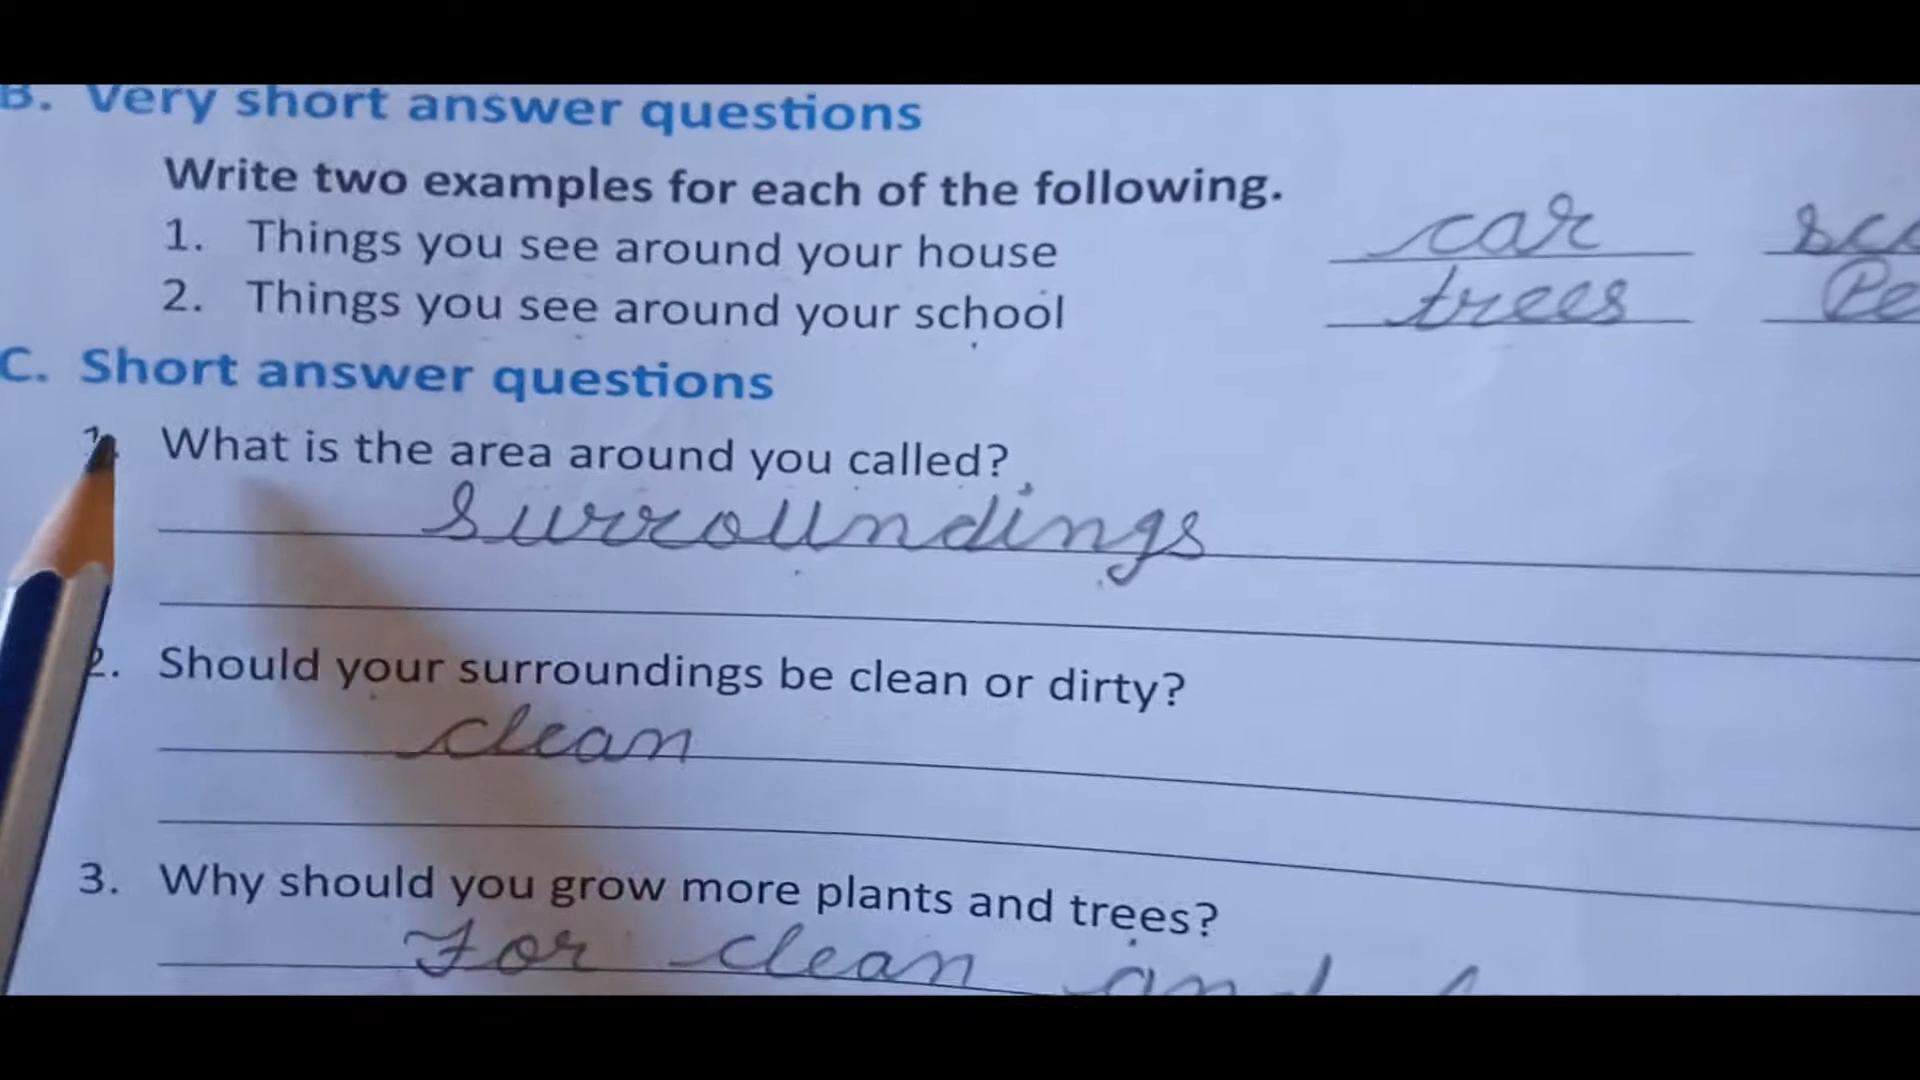 B. Very short answer questions
Write two examples for each of the following.
1. Things you see around your house car
2. Things you see around your school trees
C. Short answer questions
1. What is the area around you called?
Surroundings
2. Should your surroundings be clean or dirty?
clean
3. Why should you grow more plants and trees?
For clean and